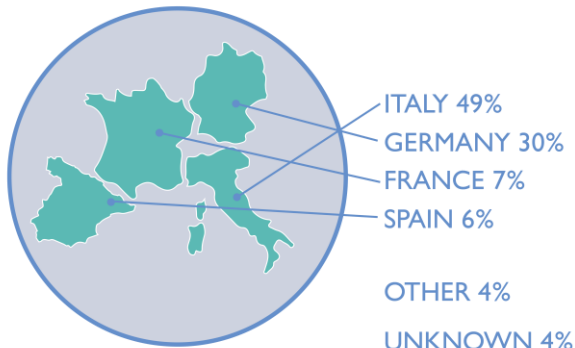 ITALY 49%
GERMANY 30%
FRANCE 7%
SPAIN 6%
OTHER 4%
UNKNOWN 4%